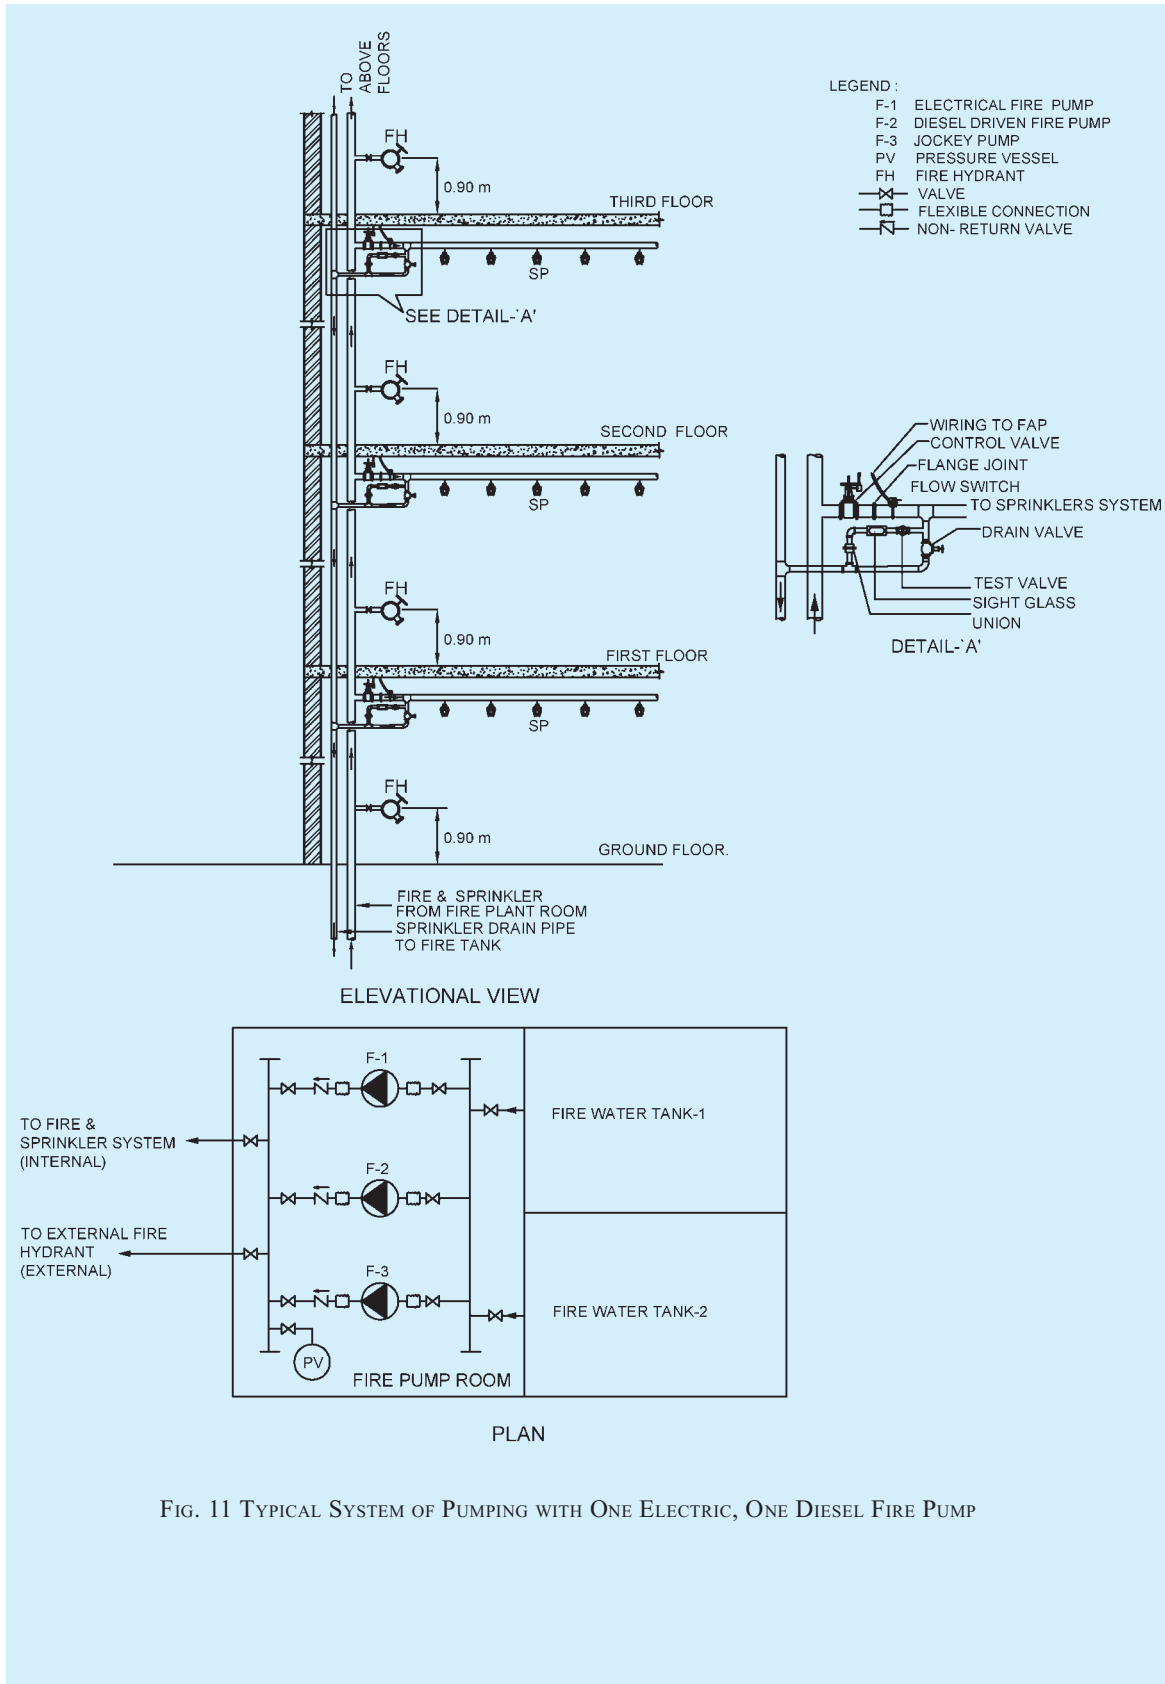 TO
ABOVE
FLOORS
LEGEND :
F-1 ELECTRICAL FIRE PUMP
F-2 DIESEL DRIVEN FIRE PUMP
F-3 JOCKEY PUMP
PV PRESSURE VESSEL
FH FIRE HYDRANT
VALVE
FLEXIBLE CONNECTION
NON- RETURN VALVE
FH
0.90 m
THIRD FLOOR
SP
SEE DETAIL-`A'
FH
0.90 m
SECOND FLOOR
SP
FH
0.90 m
FIRST FLOOR
SP
FH
0.90 m
GROUND FLOOR.
FIRE & SPRINKLER
FROM FIRE PLANT ROOM
SPRINKLER DRAIN PIPE
TO FIRE TANK
ELEVATIONAL VIEW
WIRING TO FAP
CONTROL VALVE
FLANGE JOINT
FLOW SWITCH
TO SPRINKLERS SYSTEM
DRAIN VALVE
TEST VALVE
SIGHT GLASS
UNION
DETAIL-`A'
F-1
FIRE WATER TANK-1
TO FIRE &
SPRINKLER SYSTEM
(INTERNAL)
F-2
TO EXTERNAL FIRE
HYDRANT
(EXTERNAL)
F-3
FIRE WATER TANK-2
PV
FIRE PUMP ROOM
PLAN
FIG. 11 TYPICAL SYSTEM OF PUMPING WITH ONE ELECTRIC, ONE DIESEL FIRE PUMP